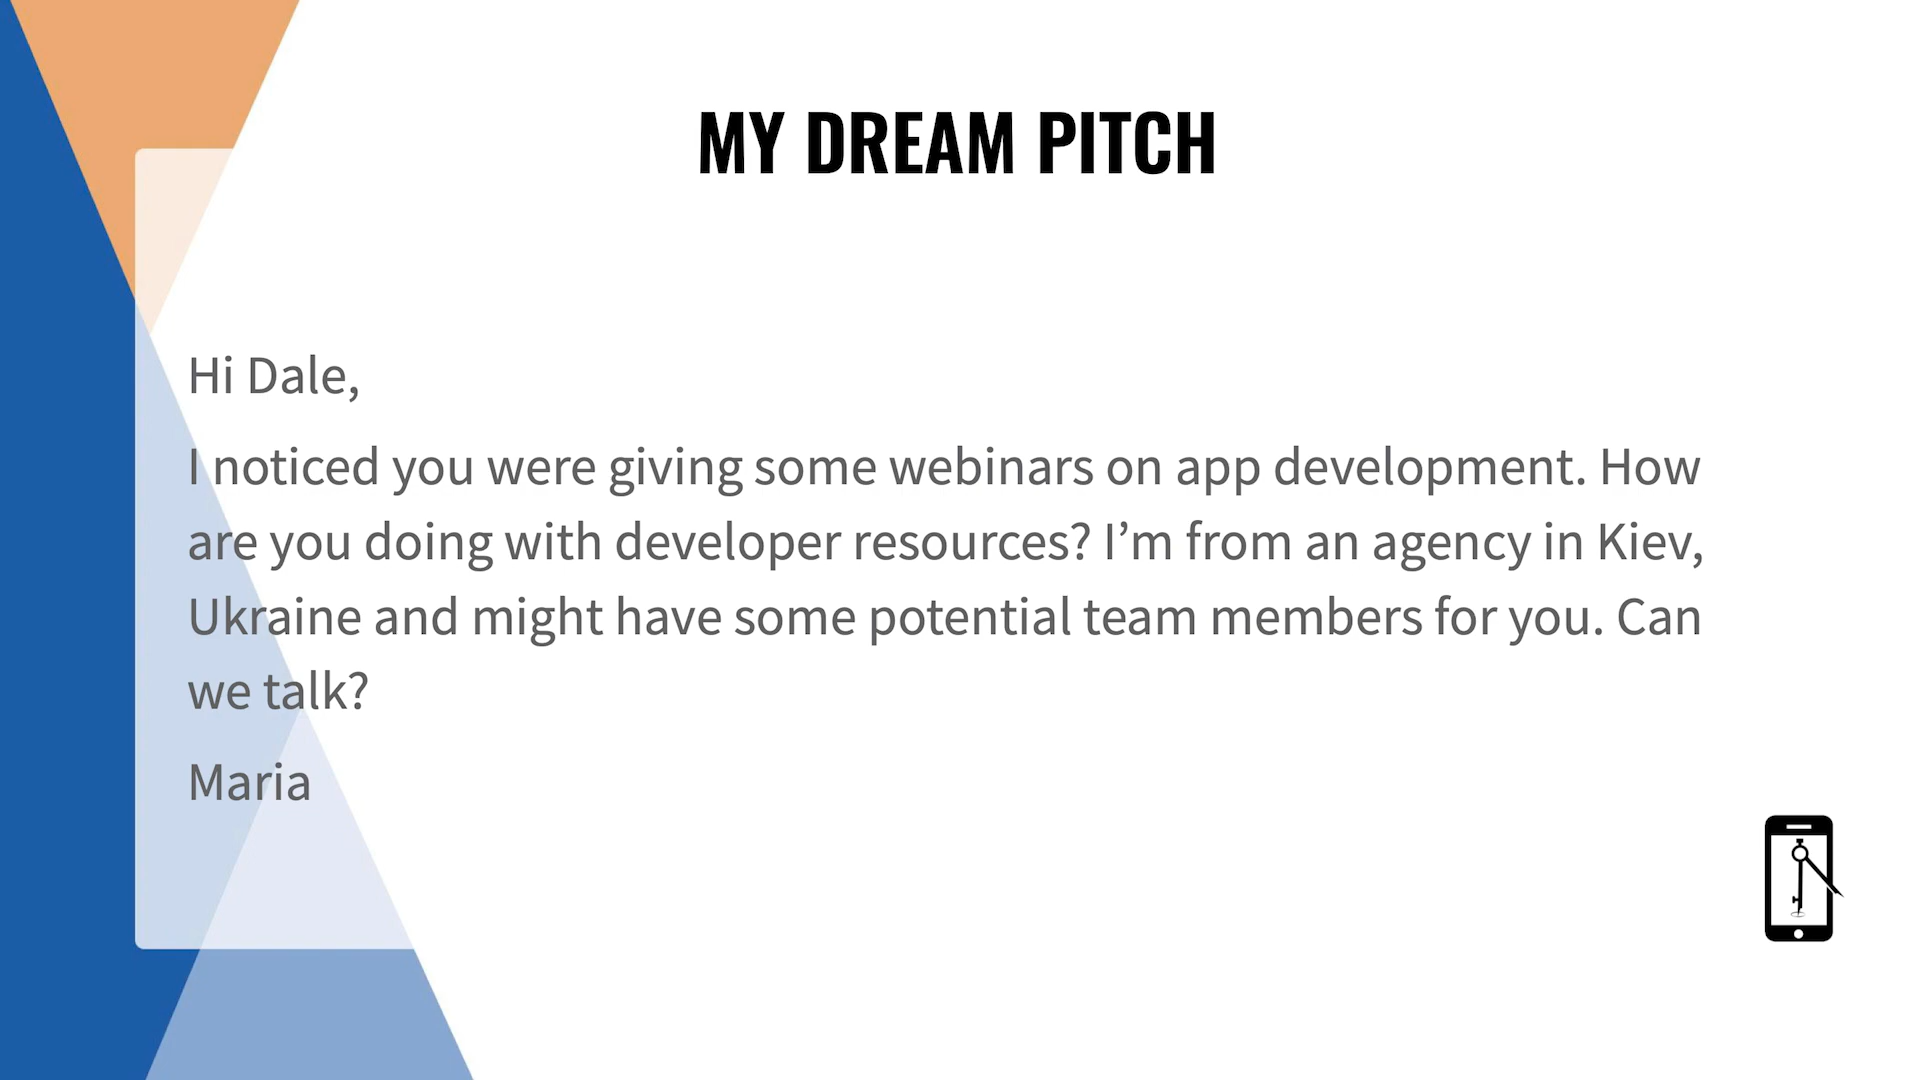 MY DREAM PITCH
Hi Dale,
I noticed you were giving some webinars on app development. How
are you doing with developer resources? I’m from an agency in Kiev,
Ukraine and might have some potential team members for you. Can
we talk?
Maria